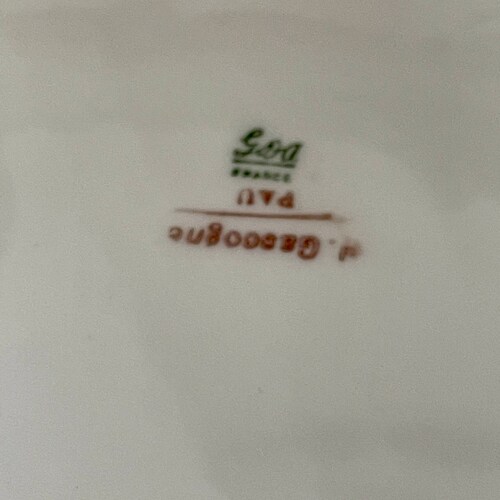 GDA
FRANCE
J. Gascogne
PAU